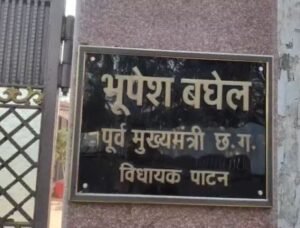 भूपेश बघेल
पूर्व मुख्यमंत्री छ.ग.
विधायक पाटन